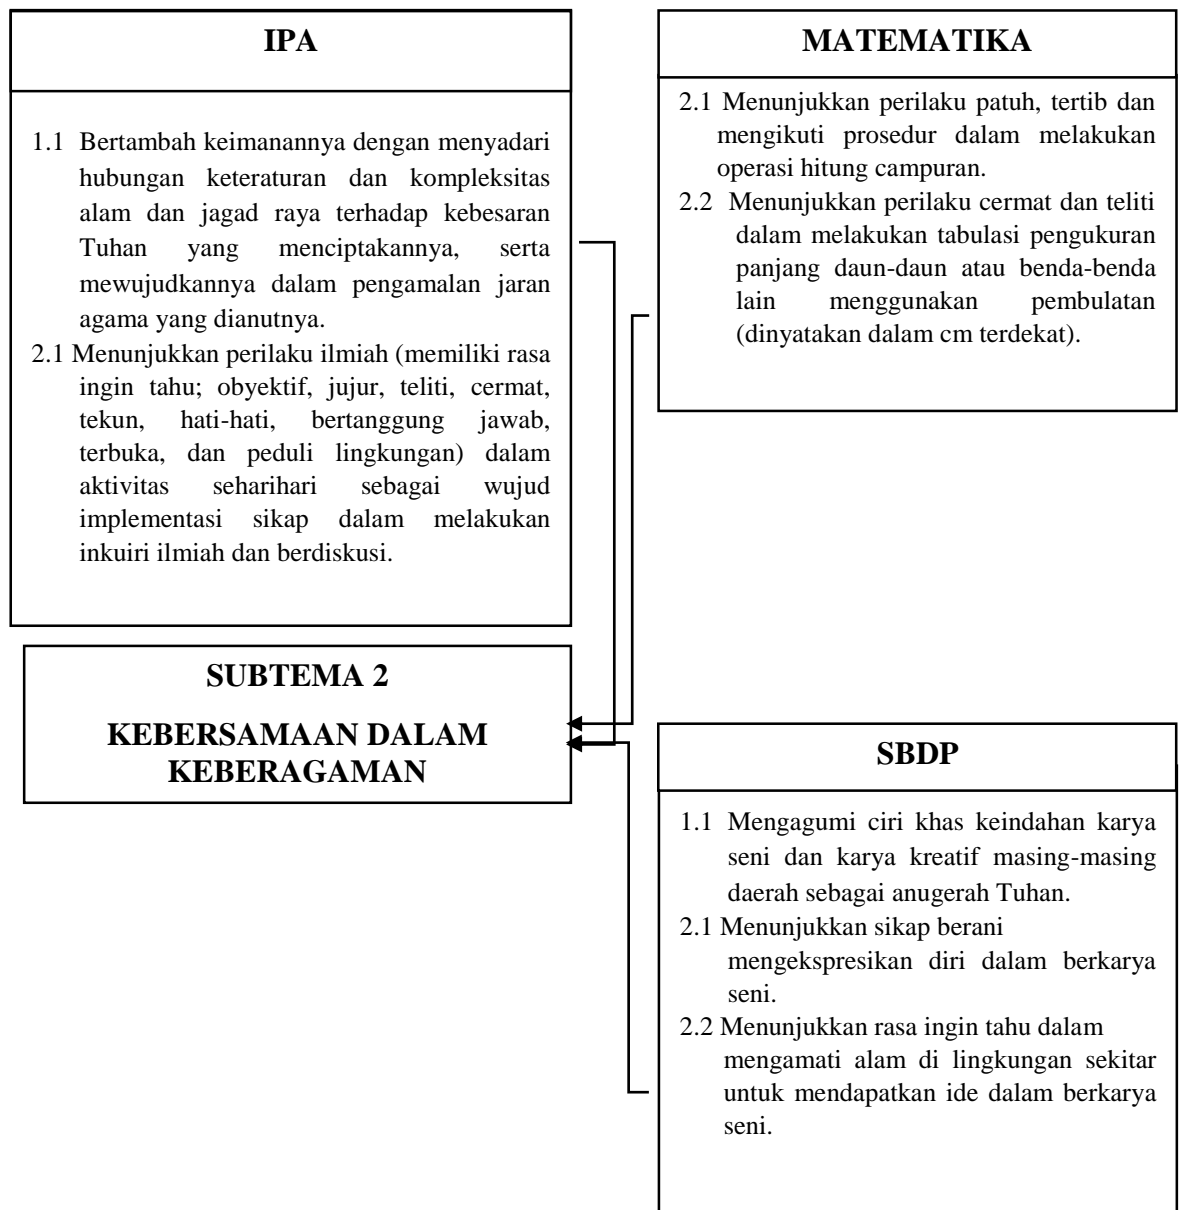 IPA
1.1 Bertambah keimanannya dengan menyadari
hubungan keteraturan dan kompleksitas
alam dan jagad raya terhadap kebesaran
Tuhan yang menciptakannya, serta
mewujudkannya dalam pengamalan jaran
agama yang dianutnya.
2.1 Menunjukkan perilaku ilmiah (memiliki rasa
ingin tahu; obyektif, jujur, teliti, cermat,
tekun, hati-hati, bertanggung jawab,
terbuka, dan peduli lingkungan) dalam
aktivitas seharihari sebagai wujud
implementasi sikap dalam melakukan
inkuiri ilmiah dan berdiskusi.
MATEMATIKA
2.1 Menunjukkan perilaku patuh, tertib dan
mengikuti prosedur dalam melakukan
operasi hitung campuran.
2.2 Menunjukkan perilaku cermat dan teliti
dalam melakukan tabulasi pengukuran
panjang daun-daun atau benda-benda
lain menggunakan pembulatan
(dinyatakan dalam cm terdekat).
SUBTEMA 2
KEBERSAMAAN DALAM
KEBERAGAMAN
SBDP
1.1 Mengagumi ciri khas keindahan karya
seni dan karya kreatif masing-masing
daerah sebagai anugerah Tuhan.
2.1 Menunjukkan sikap berani
mengekspresikan diri dalam berkarya
seni.
2.2 Menunjukkan rasa ingin tahu dalam
mengamati alam di lingkungan sekitar
untuk mendapatkan ide dalam berkarya
seni.